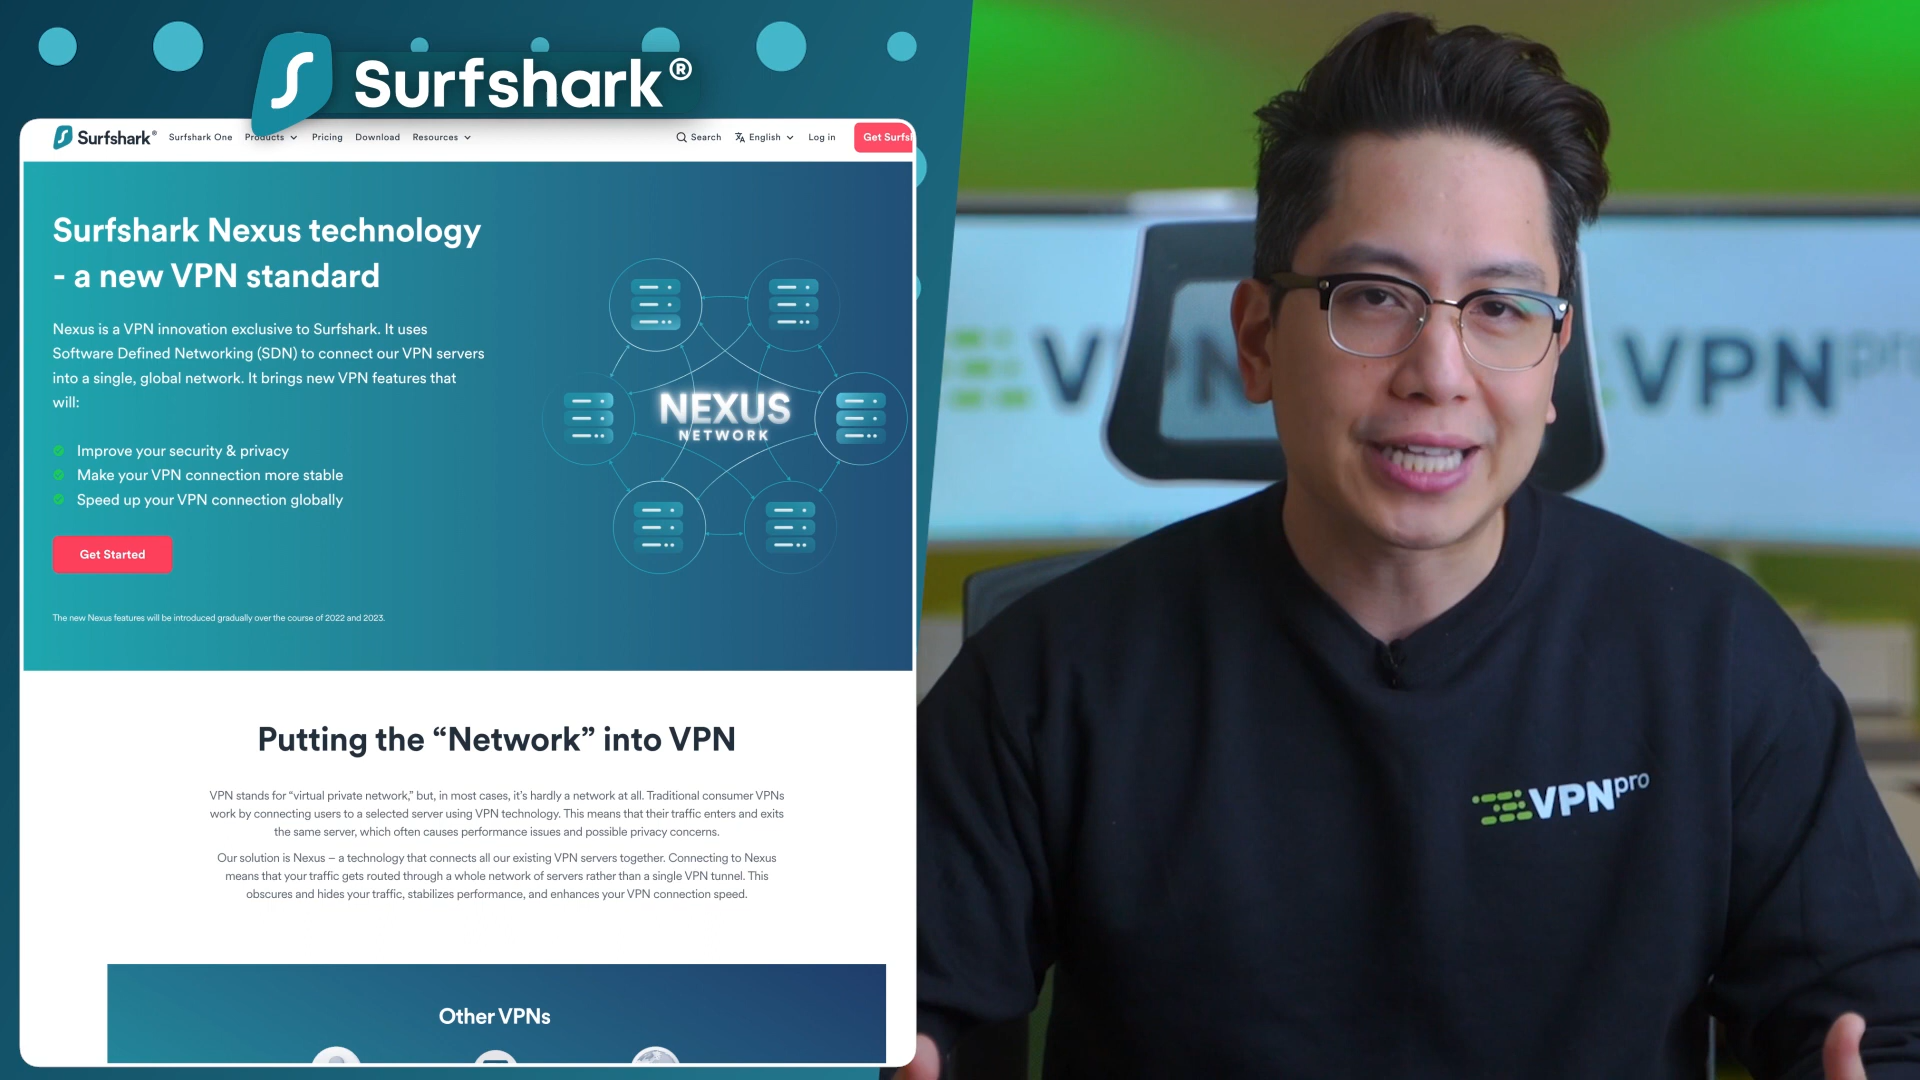 Surfshark®
Surfshark® Surfshark One Products Pricing Download Resources Search English Log in Get Surfs
Surfshark Nexus technology
- a new VPN standard
Nexus is a VPN innovation exclusive to Surfshark. It uses
Software Defined Networking (SDN) to connect our VPN servers
into a single, global network. It brings new VPN features that
will:
Improve your security & privacy
Make your VPN connection more stable
Speed up your VPN connection globally
Get Started
The new Nexus features will be introduced gradually over the course of 2022 and 2023.
NEXUS
NETWORK
Putting the “Network” into VPN
VPN stands for “virtual private network,” but, in most cases, it’s hardly a network at all. Traditional consumer VPNs
work by connecting users to a selected server using VPN technology. This means that their traffic enters and exits
the same server, which often causes performance issues and possible privacy concerns.
Our solution is Nexus – a technology that connects all our existing VPN servers together. Connecting to Nexus
means that your traffic gets routed through a whole network of servers rather than a single VPN tunnel. This
obscures and hides your traffic, stabilizes performance, and enhances your VPN connection speed.
Other VPNs
VPN
VPNpro
VPNpro